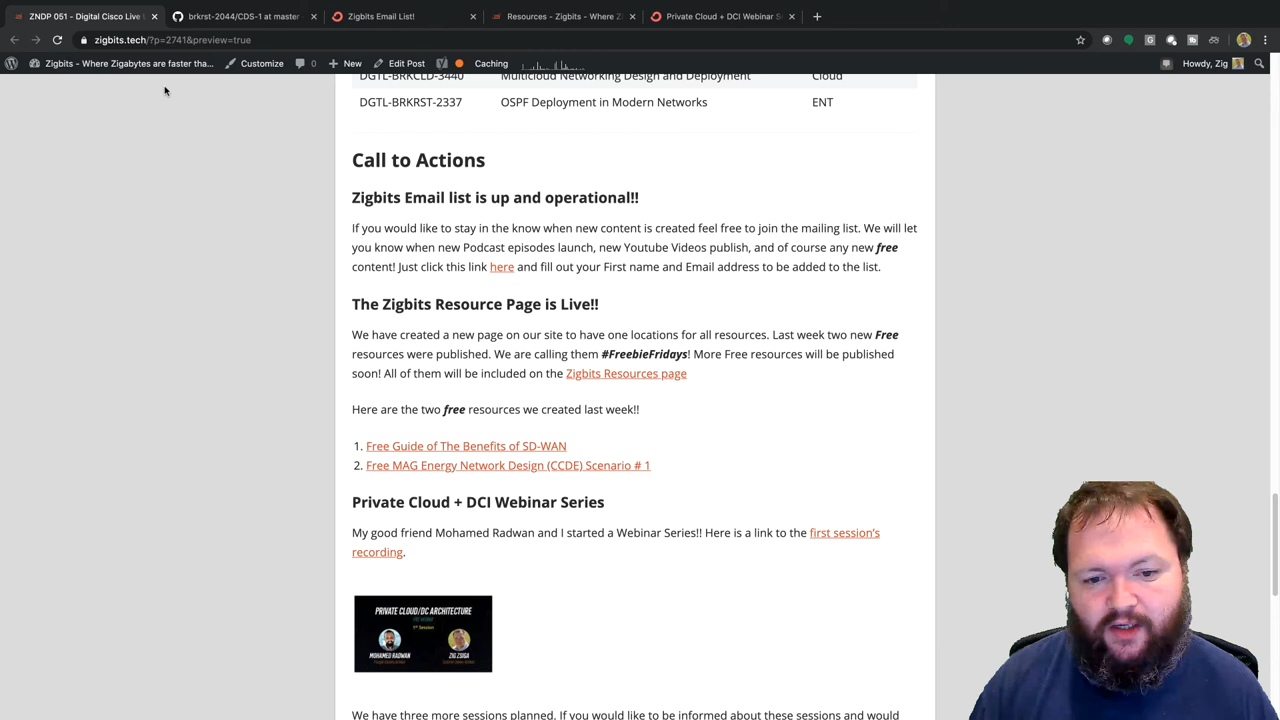 ZNDP 051 - Digital Cisco Live
brkrst-2044/CDS-1 at master
Zigbits Email List!
Resources - Zigbits - Where Z
Private Cloud + DCI Webinar S
zigbits.tech/?p=2741&preview=true
Zigbits - Where Zigabytes are faster tha...
Customize
0
New
Edit Post
Caching
Howdy, Zig
DGTL-BRKCLD-3440 Multicloud Networking Design and Deployment Cloud
DGTL-BRKRST-2337 OSPF Deployment in Modern Networks ENT
Call to Actions
Zigbits Email list is up and operational!!
If you would like to stay in the know when new content is created feel free to join the mailing list. We will let
you know when new Podcast episodes launch, new Youtube Videos publish, and of course any new free
content! Just click this link here and fill out your First name and Email address to be added to the list.
The Zigbits Resource Page is Live!!
We have created a new page on our site to have one locations for all resources. Last week two new Free
resources were published. We are calling them #FreebieFridays! More Free resources will be published
soon! All of them will be included on the Zigbits Resources page
Here are the two free resources we created last week!!
1. Free Guide of The Benefits of SD-WAN
2. Free MAG Energy Network Design (CCDE) Scenario # 1
Private Cloud + DCI Webinar Series
My good friend Mohamed Radwan and I started a Webinar Series!! Here is a link to the first session's
recording.
PRIVATE CLOUD/DC ARCHITECTURE
1st Session
MOHAMED RADWAN
ZIG ZSIGA
We have three more sessions planned. If you would like to be informed about these sessions and would